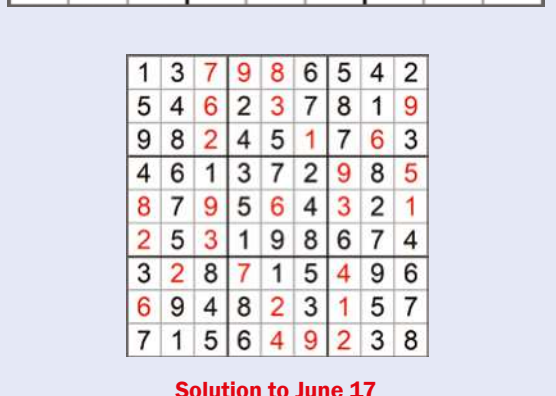 1 3 7 9 8 6 5 4 2
5 4 6 2 3 7 8 1 9
9 8 2 4 5 1 7 6 3
4 6 1 3 7 2 9 8 5
8 7 9 5 6 4 3 2 1
2 5 3 1 9 8 6 7 4
3 2 8 7 1 5 4 9 6
6 9 4 8 2 3 1 5 7
7 1 5 6 4 9 2 3 8
Solution to June 17